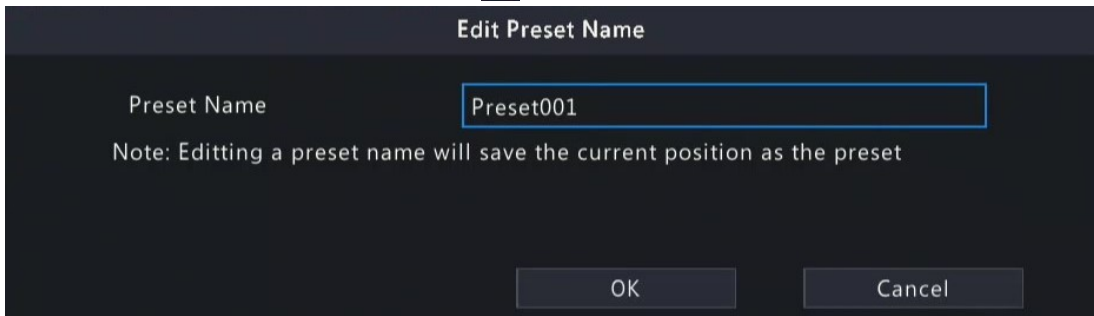 Edit Preset Name
Preset Name
Preset001
Note: Editting a preset name will save the current position as the preset
OK
Cancel